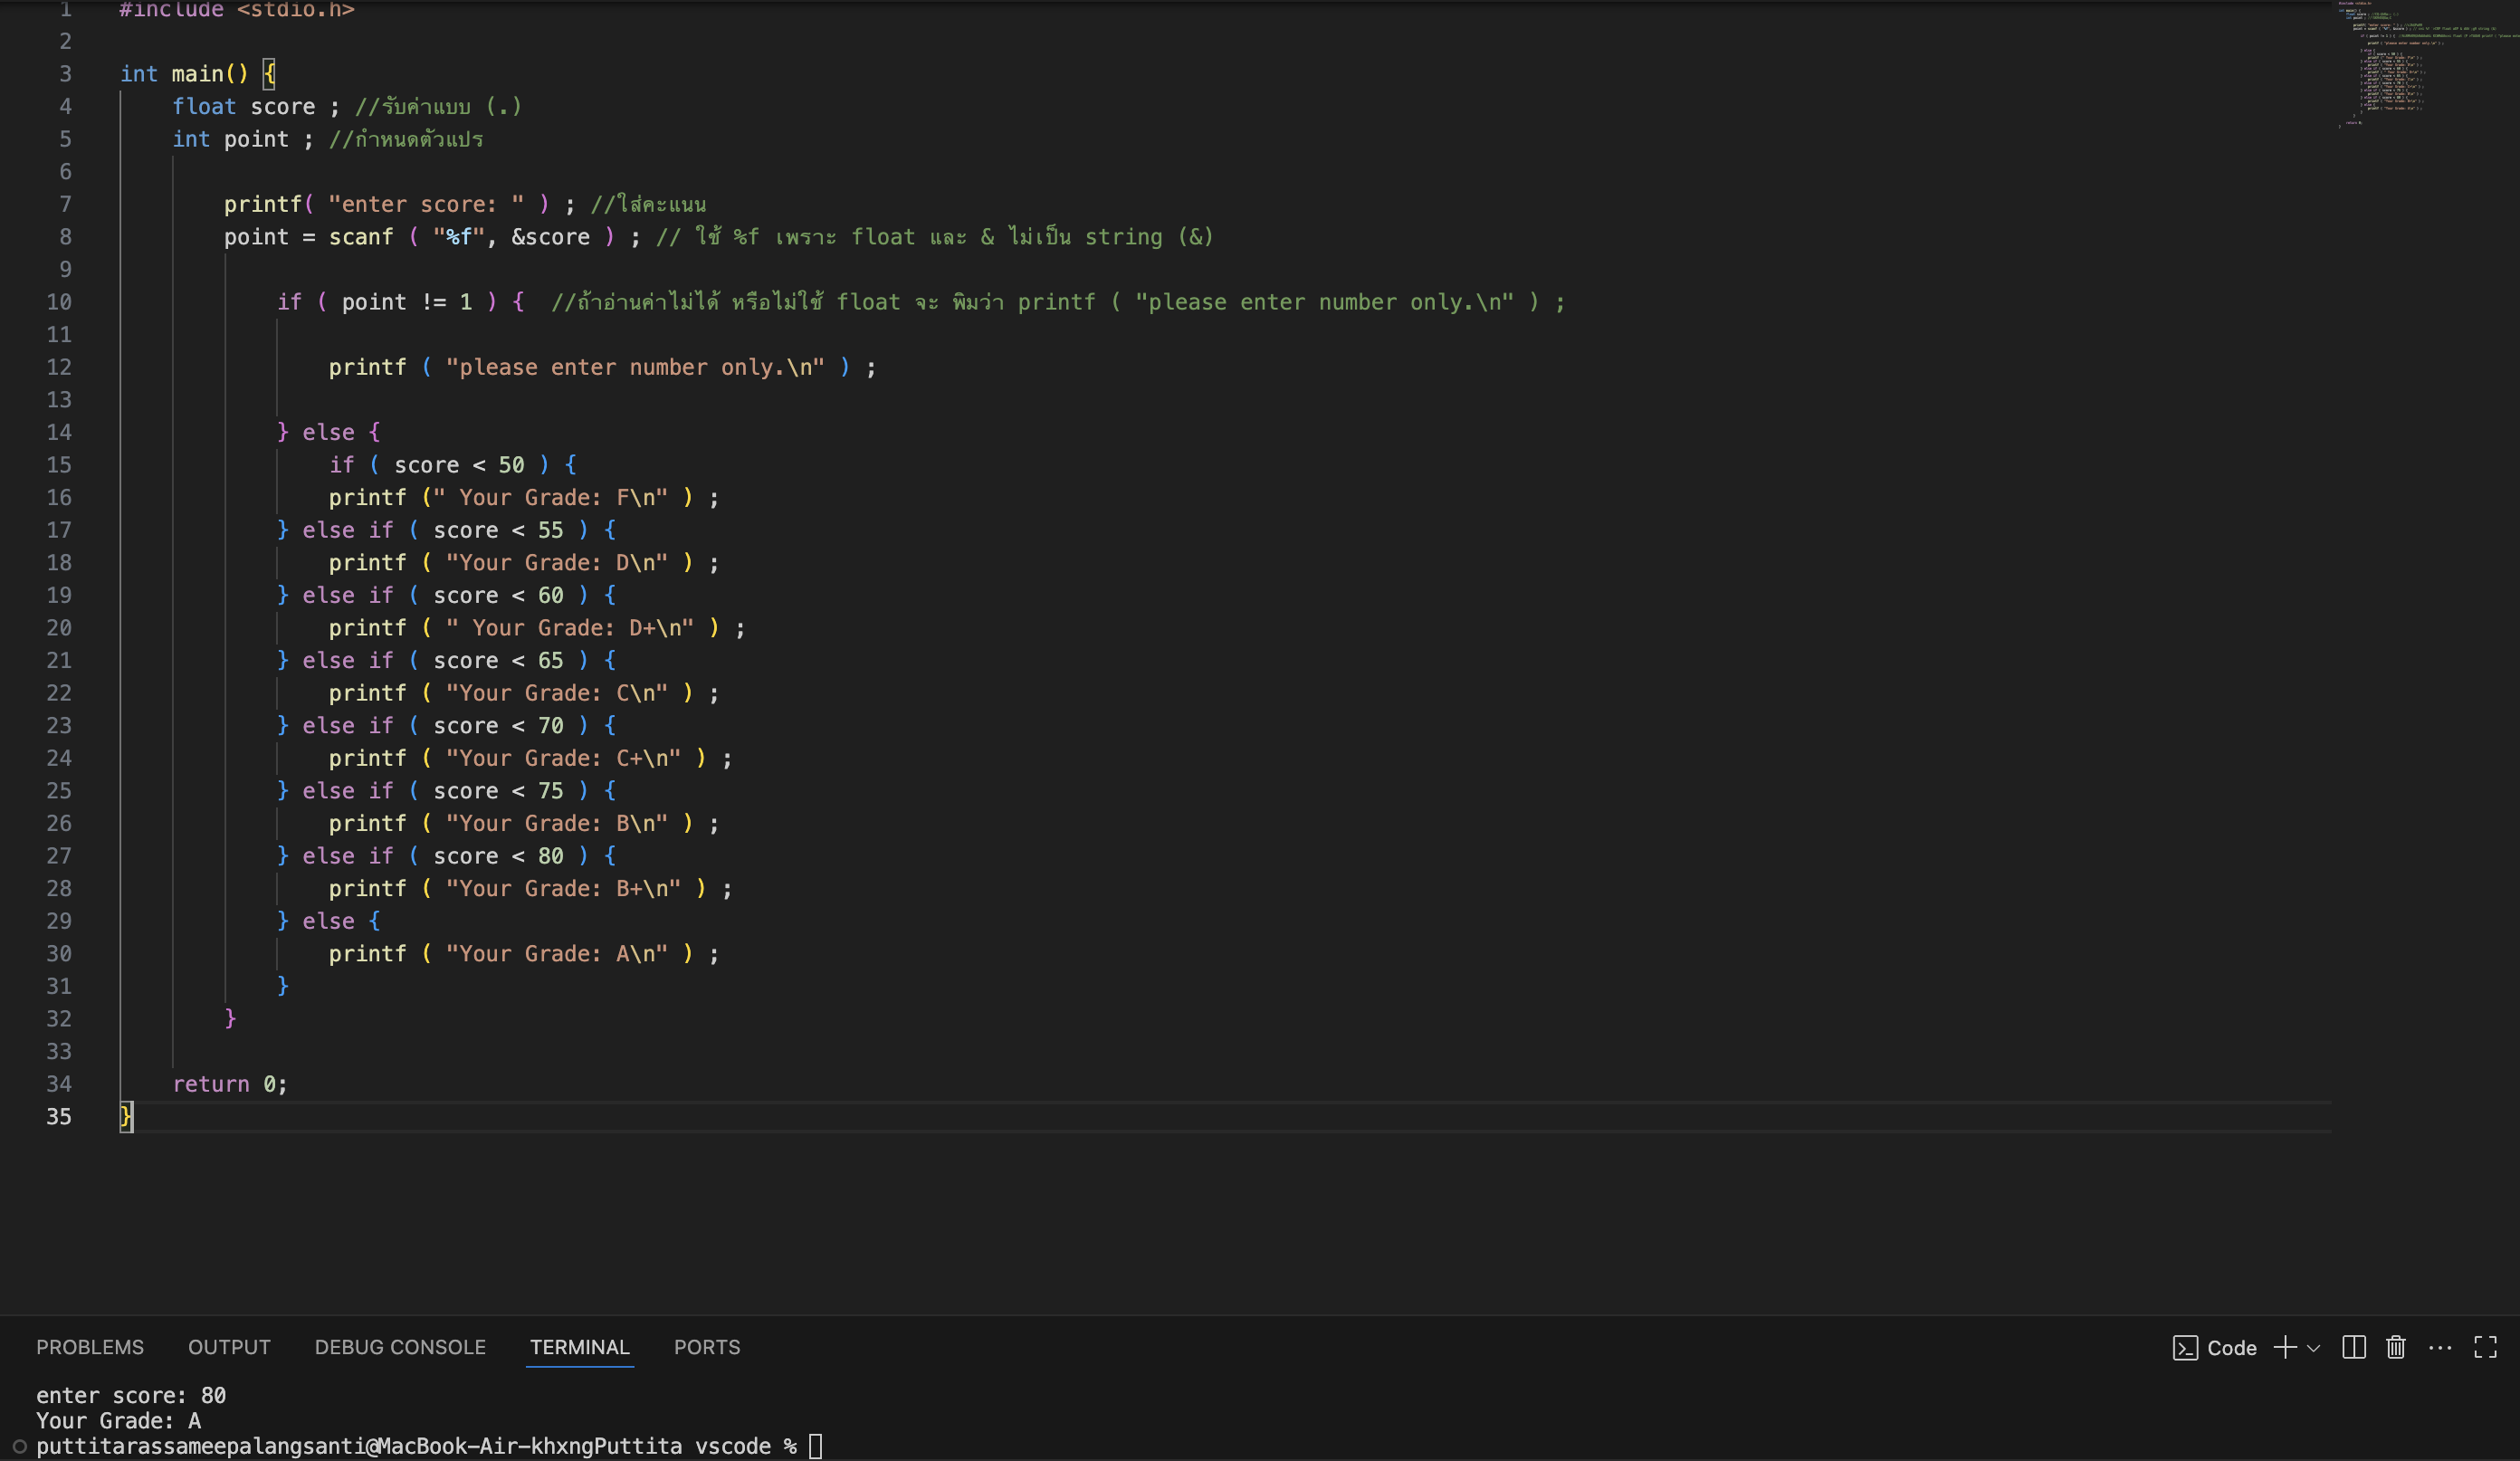 1 #include <stdio.h>
2
3 int main() {
4 float score ; //รับค่าแบบ (.)
5 int point ; //กำหนดตัวแปร
6
7 printf( "enter score: " ) ; //ใส่คะแนน
8 point = scanf ( "%f", &score ) ; // ใช้ %f เพราะ float และ & ไม่เป็น string (&)
9
10 if ( point != 1 ) { //ถ้าอ่านค่าไม่ได้ หรือไม่ใช้ float จะ พิมว่า printf ( "please enter number only.\n" ) ;
11
12 printf ( "please enter number only.\n" ) ;
13
14 } else {
15 if ( score < 50 ) {
16 printf (" Your Grade: F\n" ) ;
17 } else if ( score < 55 ) {
18 printf ( "Your Grade: D\n" ) ;
19 } else if ( score < 60 ) {
20 printf ( " Your Grade: D+\n" ) ;
21 } else if ( score < 65 ) {
22 printf ( "Your Grade: C\n" ) ;
23 } else if ( score < 70 ) {
24 printf ( "Your Grade: C+\n" ) ;
25 } else if ( score < 75 ) {
26 printf ( "Your Grade: B\n" ) ;
27 } else if ( score < 80 ) {
28 printf ( "Your Grade: B+\n" ) ;
29 } else {
30 printf ( "Your Grade: A\n" ) ;
31 }
32 }
33
34 return 0;
35 }
PROBLEMS OUTPUT DEBUG CONSOLE TERMINAL PORTS Code
enter score: 80
Your Grade: A
puttitarassameepalangsanti@MacBook-Air-khxngPuttita vscode %